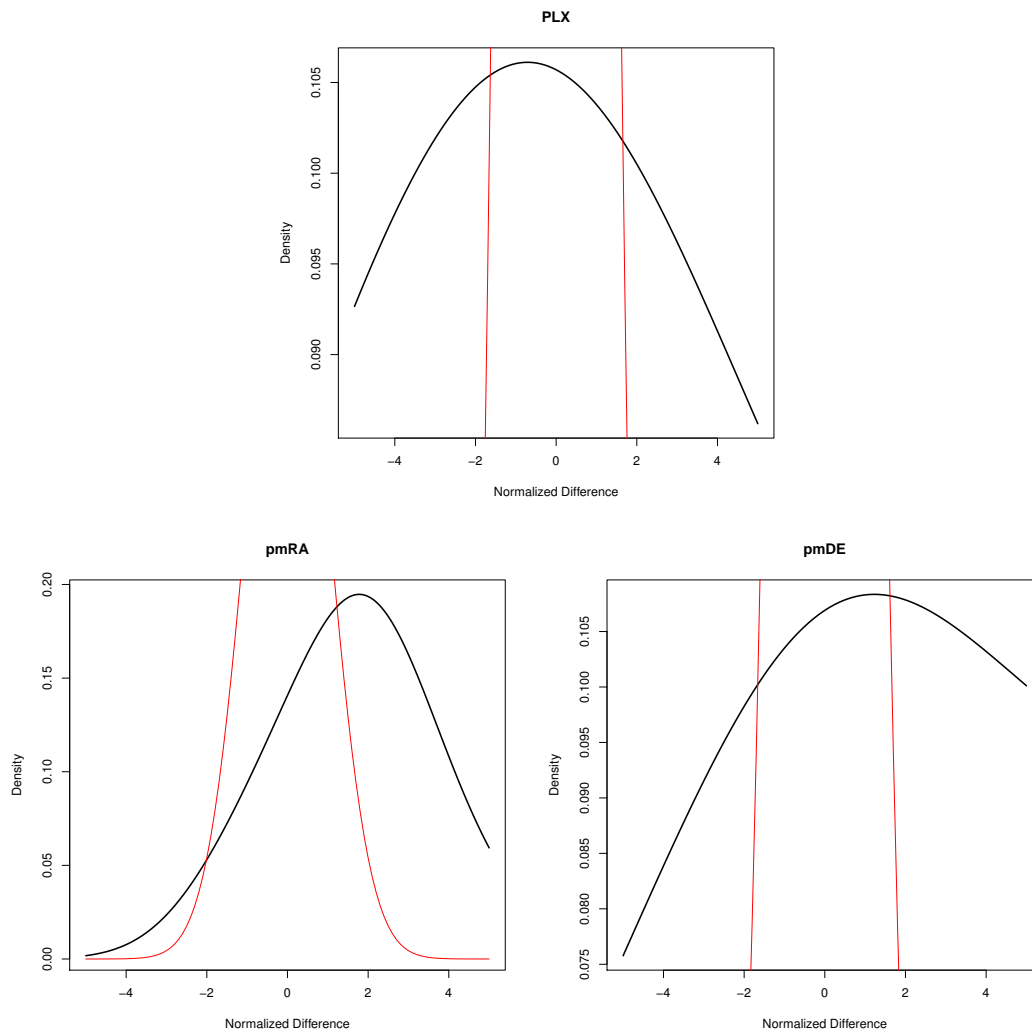 PLX
0.105
0.100
0.095
0.090
Density
−4 −2 0 2 4
Normalized Difference
pmRA
0.20
0.15
0.10
0.05
0.00
Density
−4 −2 0 2 4
Normalized Difference
pmDE
0.105
0.100
0.095
0.090
0.085
0.080
0.075
Density
−4 −2 0 2 4
Normalized Difference